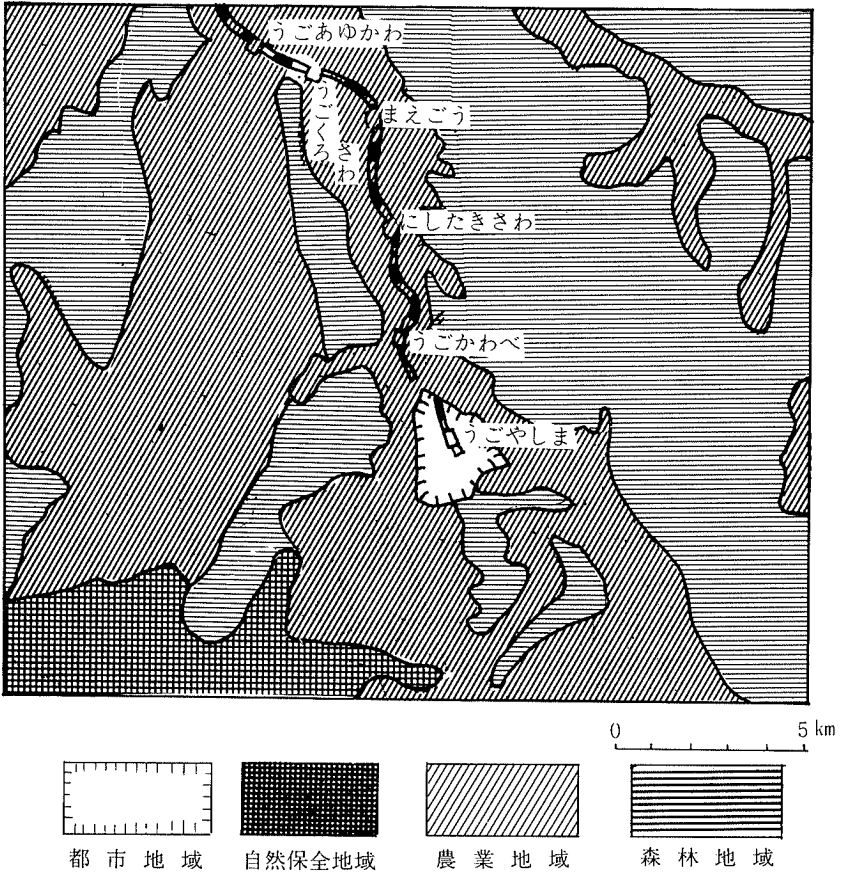 うごあゆかわ
うごくろさわ
まえごう
にしたきさわ
うごかわべ
うごやしま
0 5 km
都市地域 自然保全地域 農業地域 森林地域